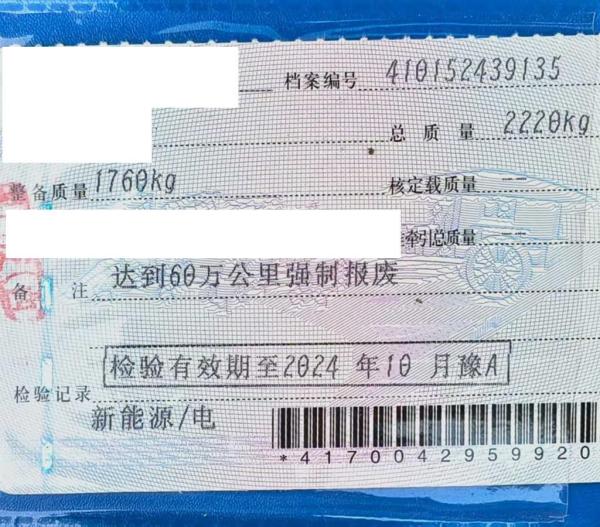 档案编号 410152439135
总质量 2220kg
整备质量 1760kg 核定载质量 --
牵引总质量 --
备注 达到60万公里强制报废
检验有效期至2024 年10 月豫A
检验记录
新能源/电
*4170042959920